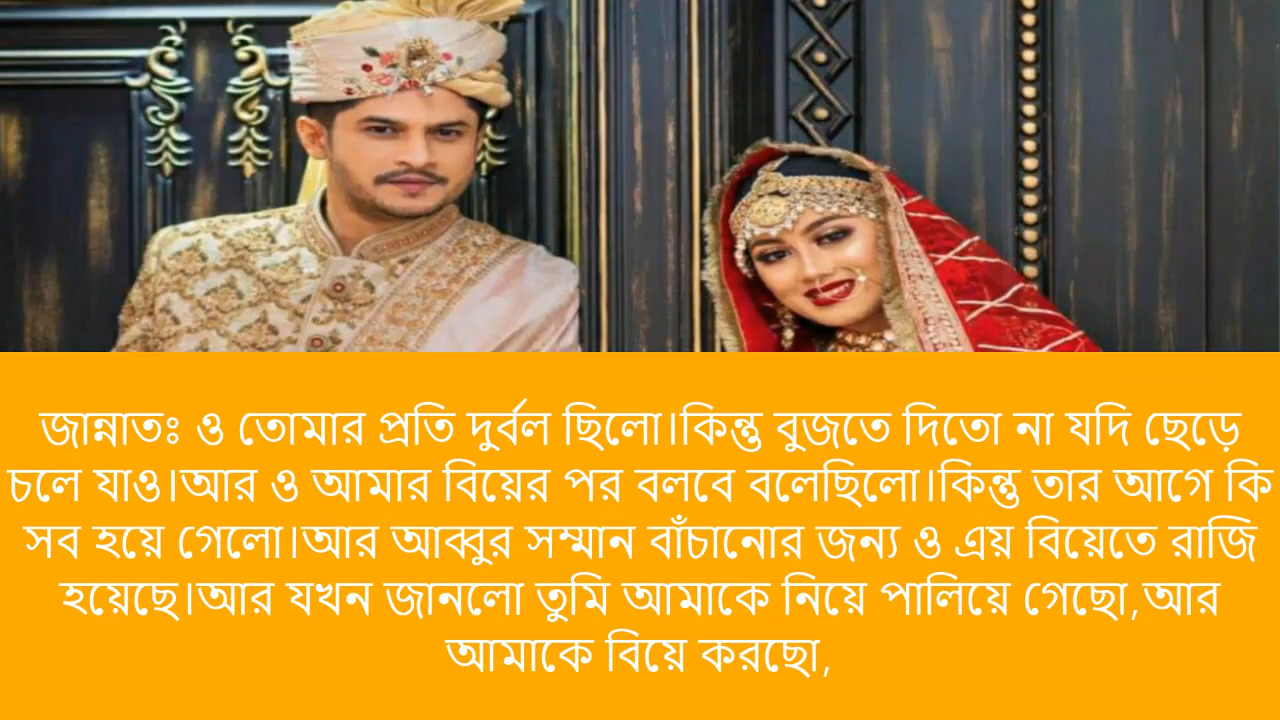 জান্নাতঃ ও তোমার প্রতি দুর্বল ছিলো।কিন্তু বুজতে দিতো না যদি ছেড়ে
চলে যাও।আর ও আমার বিয়ের পর বলবে বলেছিলো।কিন্তু তার আগে কি
সব হয়ে গেলো।আর আব্বুর সম্মান বাঁচানোর জন্য ও এয় বিয়েতে রাজি
হয়েছে।আর যখন জানলো তুমি আমাকে নিয়ে পালিয়ে গেছো,আর
আমাকে বিয়ে করছো,